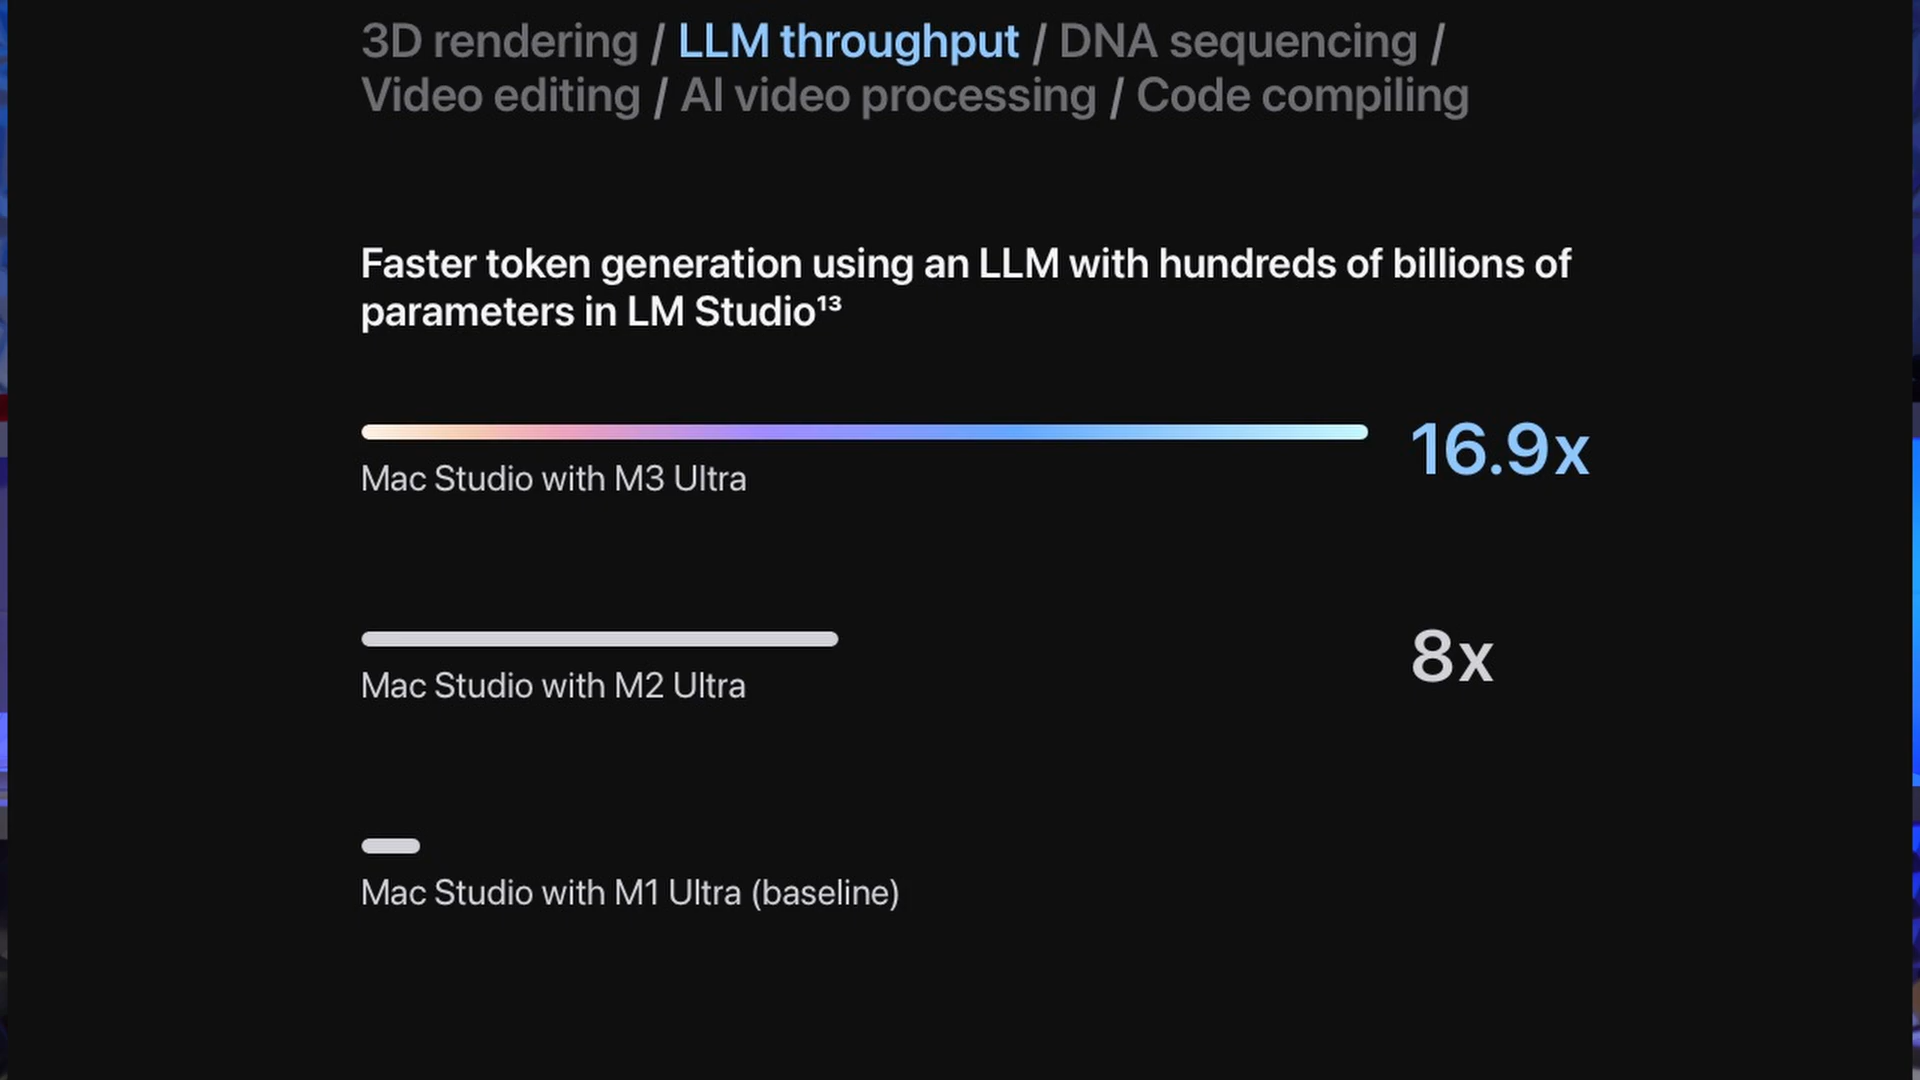 3D rendering / LLM throughput / DNA sequencing /
Video editing / AI video processing / Code compiling
Faster token generation using an LLM with hundreds of billions of
parameters in LM Studio¹³
16.9x
Mac Studio with M3 Ultra
8x
Mac Studio with M2 Ultra
Mac Studio with M1 Ultra (baseline)